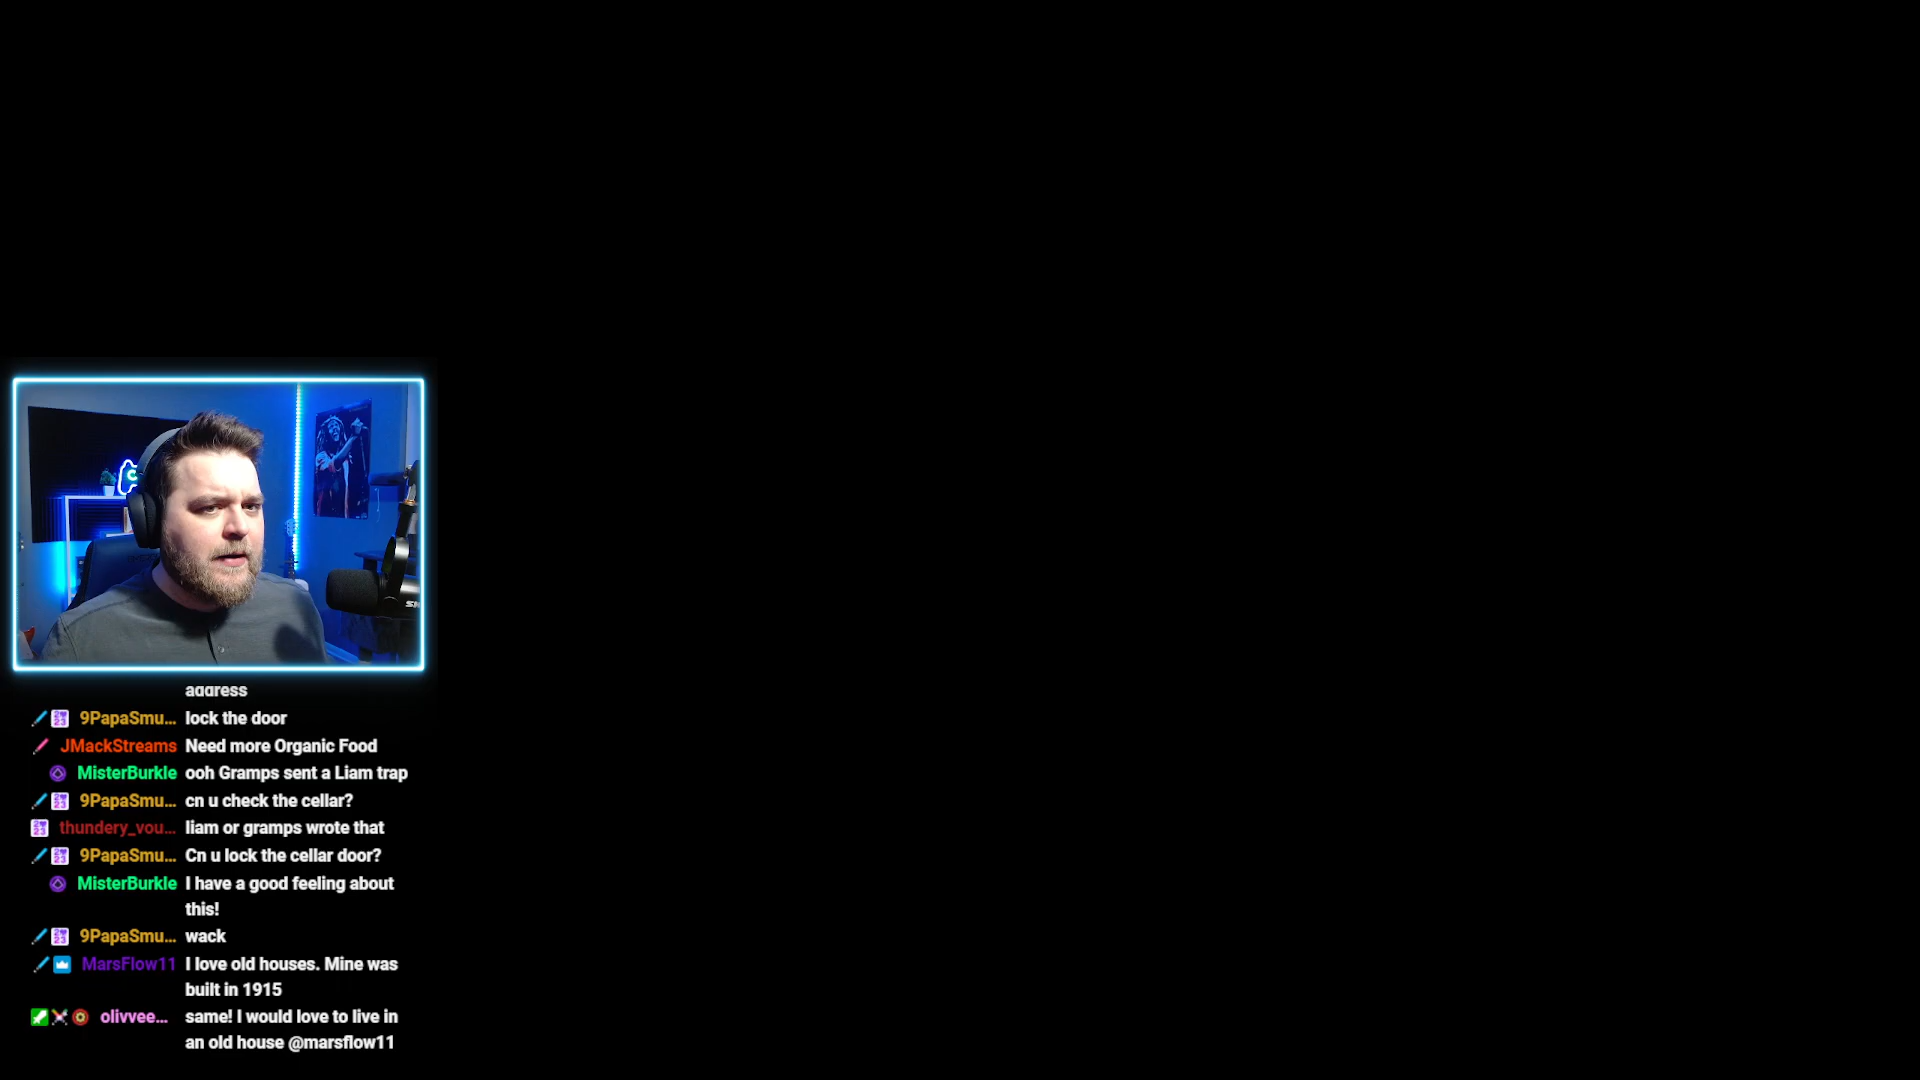 address
9PapaSmu... lock the door
JMackStreams Need more Organic Food
MisterBurkle ooh Gramps sent a Liam trap
9PapaSmu... cn u check the cellar?
thundery_vou... liam or gramps wrote that
9PapaSmu... Cn u lock the cellar door?
MisterBurkle I have a good feeling about
this!
9PapaSmu... wack
MarsFlow11 I love old houses. Mine was
built in 1915
olivvee... same! I would love to live in
an old house @marsflow11